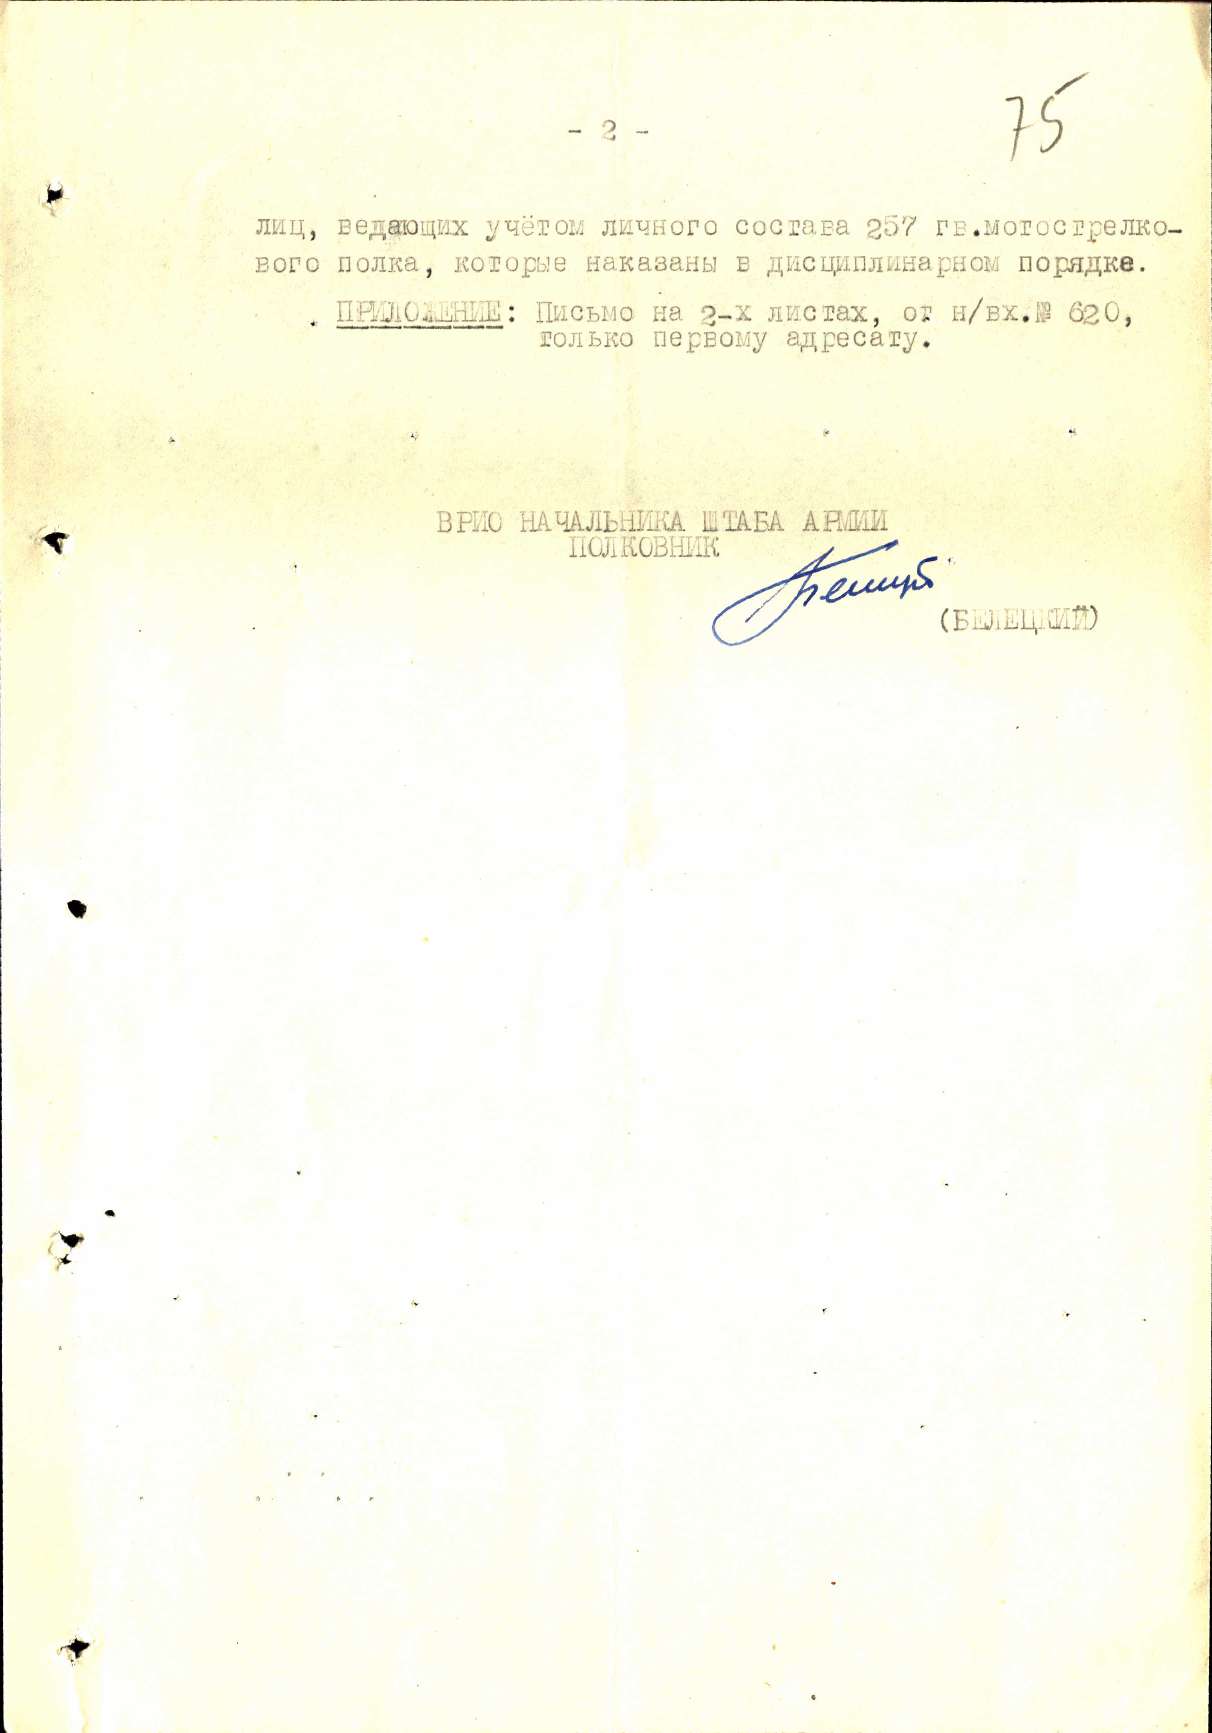 - 2 -
75
лиц, ведающих учётом личного состава 257 гв.мотострелко-
вого полка, которые наказаны в дисциплинарном порядке.
ПРИЛОЖЕНИЕ: Письмо на 2-х листах, от н/вх.№ 620,
только первому адресату.
ВРИО НАЧАЛЬНИКА ШТАБА АРМИИ
ПОЛКОВНИК
(БЕЛЕЦКИЙ)